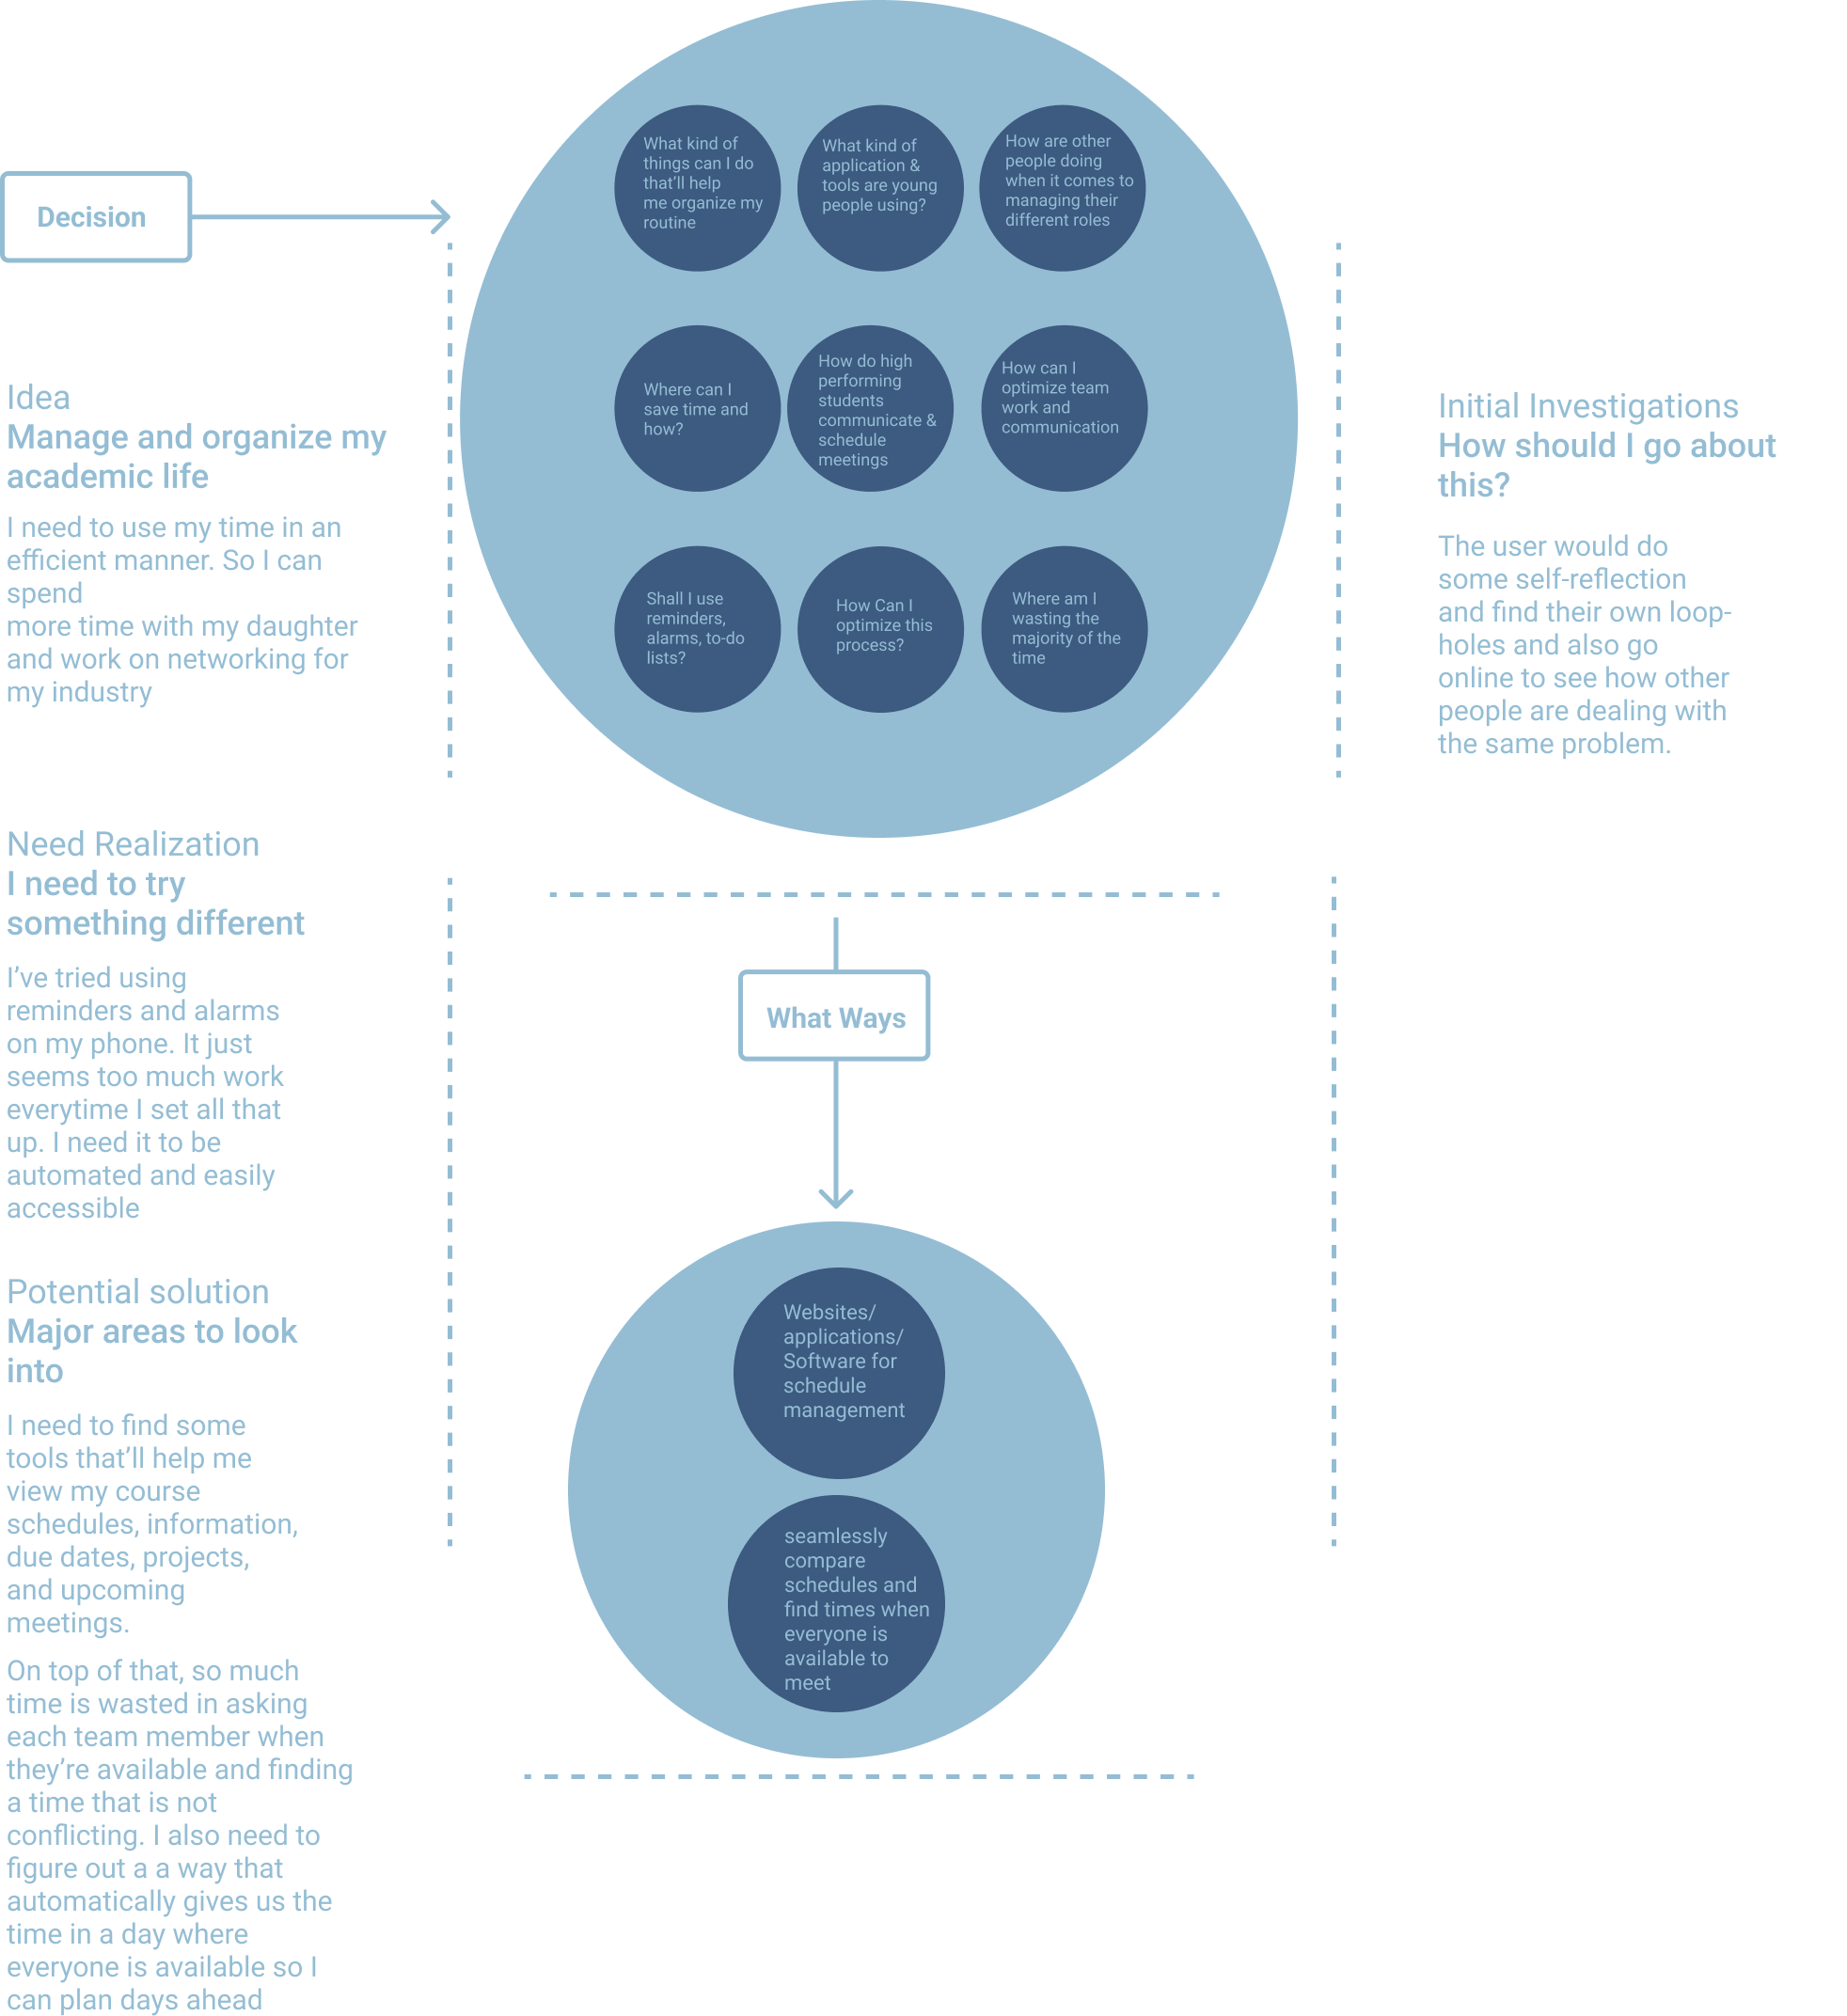 Decision
What kind of
things can I do
that'll help
me organize my
routine
What kind of
application &
tools are young
people using?
How are other
people doing
when it comes to
managing their
different roles
Where can I
save time and
how?
How do high
performing
students
communicate &
schedule
meetings
How can I
optimize team
work and
communication
Shall I use
reminders,
alarms, to-do
lists?
How Can I
optimize this
process?
Where am I
wasting the
majority of the
time
Idea
Manage and organize my
academic life
I need to use my time in an
efficient manner. So I can
spend
more time with my daughter
and work on networking for
my industry
Initial Investigations
How should I go about
this?
The user would do
some self-reflection
and find their own loop-
holes and also go
online to see how other
people are dealing with
the same problem.
Need Realization
I need to try
something different
I've tried using
reminders and alarms
on my phone. It just
seems too much work
everytime I set all that
up. I need it to be
automated and easily
accessible
What Ways
Potential solution
Major areas to look
into
I need to find some
tools that'll help me
view my course
schedules, information,
due dates, projects,
and upcoming
meetings.
On top of that, so much
time is wasted in asking
each team member when
they're available and finding
a time that is not
conflicting. I also need to
figure out a a way that
automatically gives us the
time in a day where
everyone is available so I
can plan days ahead
Websites/
applications/
Software for
schedule
management
seamlessly
compare
schedules and
find times when
everyone is
available to
meet